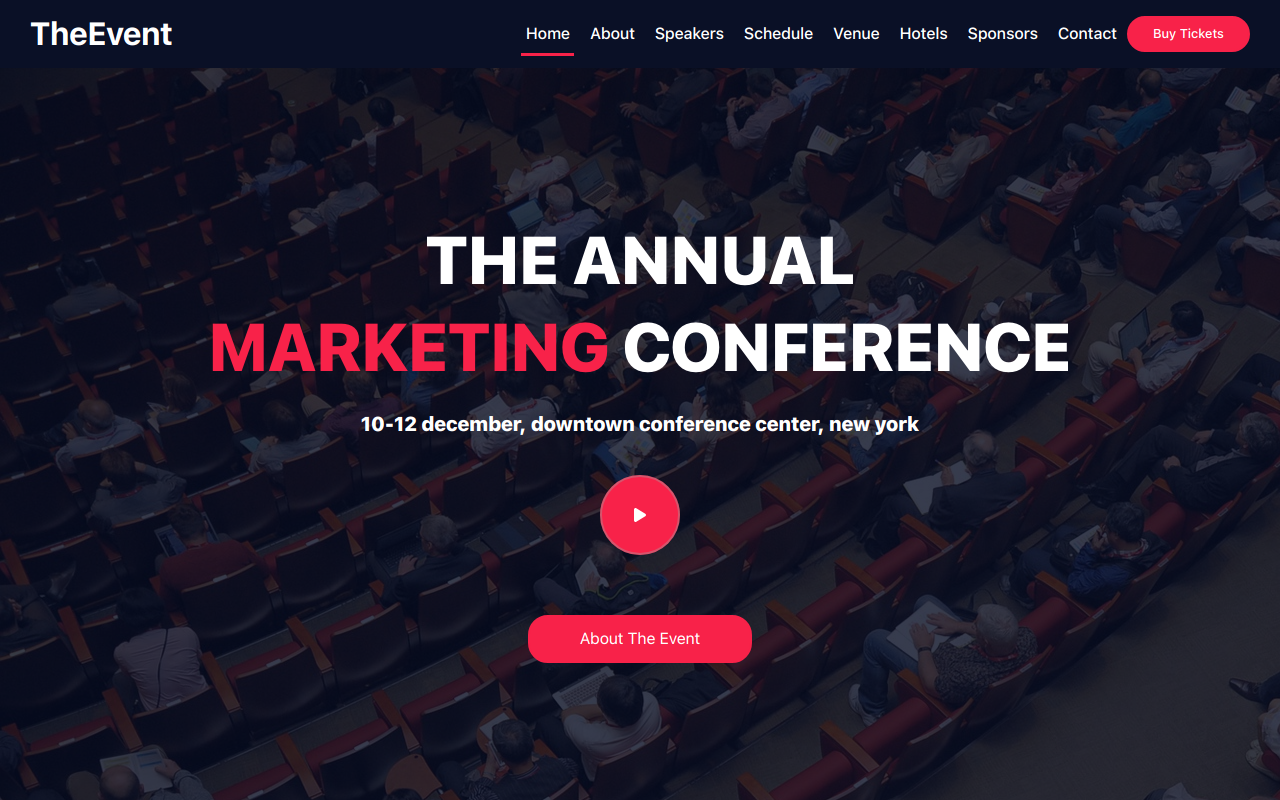 TheEvent
Home About Speakers Schedule Venue Hotels Sponsors Contact Buy Tickets
THE ANNUAL
MARKETING CONFERENCE
10-12 december, downtown conference center, new york
About The Event